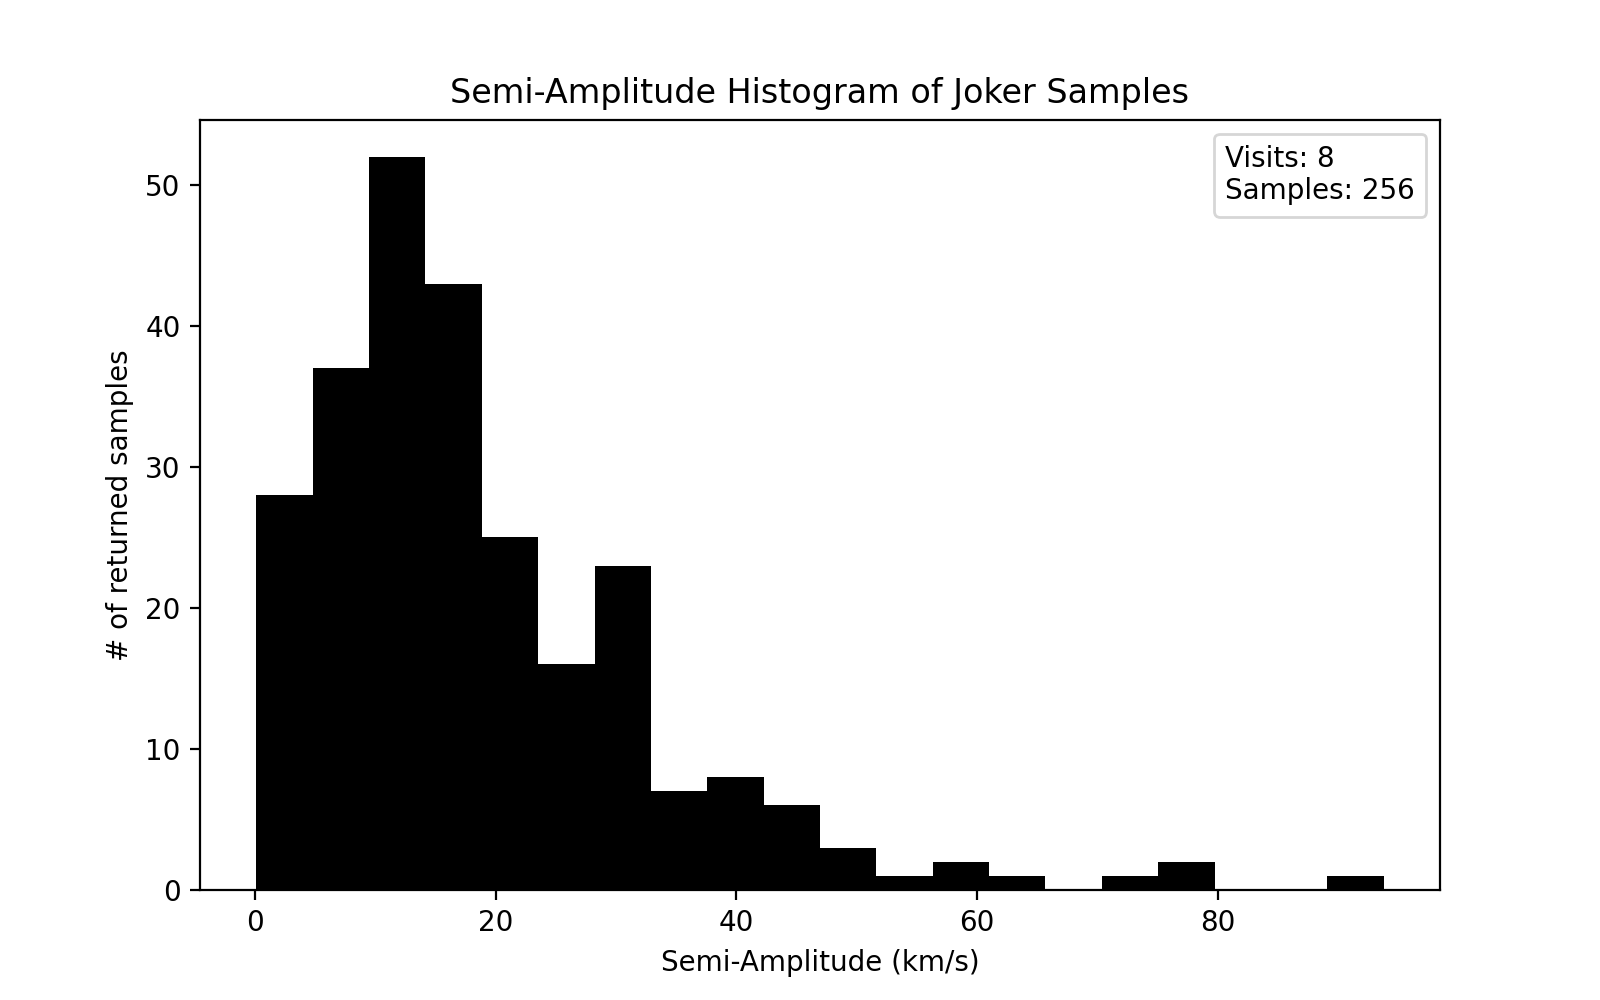 Semi-Amplitude Histogram of Joker Samples
Visits: 8
Samples: 256
# of returned samples
50
40
30
20
10
0
0 20 40 60 80
Semi-Amplitude (km/s)